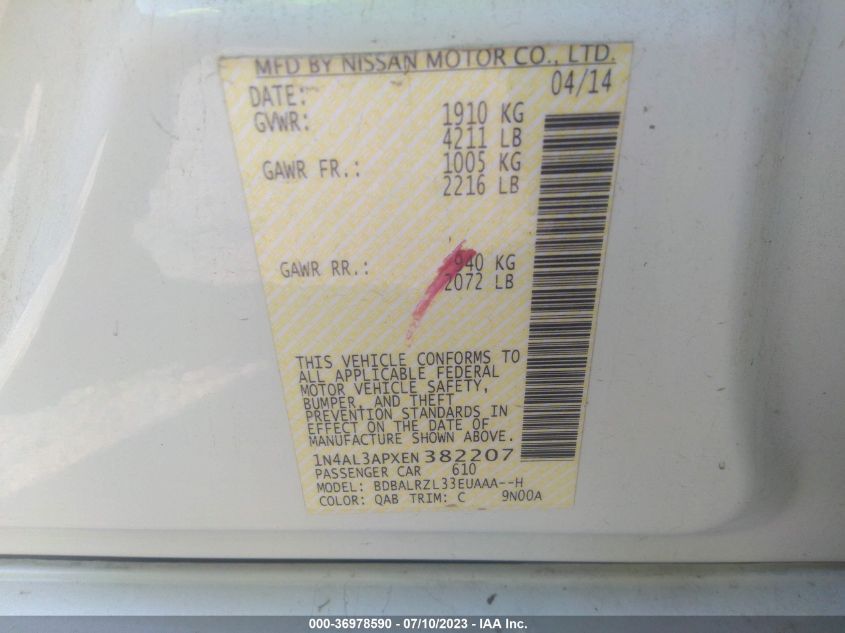 MFD BY NISSAN MOTOR CO., LTD.
DATE: 04/14
GVWR: 1910 KG
4211 LB
GAWR FR.: 1005 KG
2216 LB
GAWR RR.: 940 KG
2072 LB
THIS VEHICLE CONFORMS TO
ALL APPLICABLE FEDERAL
MOTOR VEHICLE SAFETY,
BUMPER, AND THEFT
PREVENTION STANDARDS IN
EFFECT ON THE DATE OF
MANUFACTURE SHOWN ABOVE.
1N4AL3APXEN 382207
PASSENGER CAR 610
MODEL: BDBALRZL33EUAAA--H
COLOR: QAB TRIM: C 9N00A
000-36978590 - 07/10/2023 - IAA Inc.